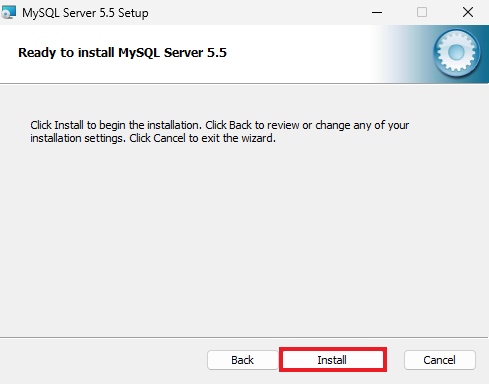 MySQL Server 5.5 Setup
Ready to install MySQL Server 5.5
Click Install to begin the installation. Click Back to review or change any of your
installation settings. Click Cancel to exit the wizard.
Back Install Cancel